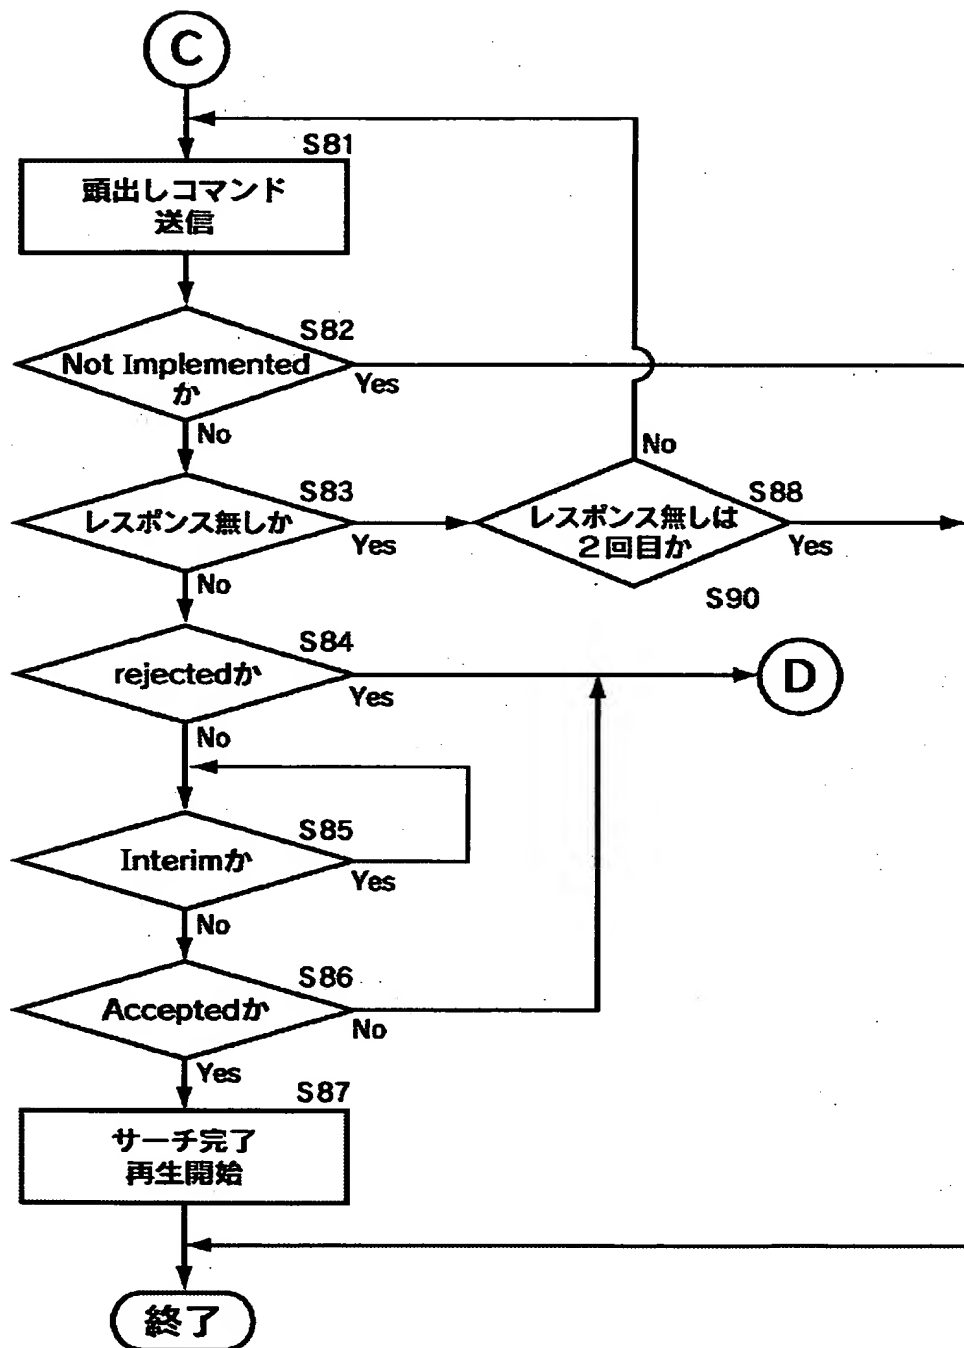 C
S81
頭出しコマンド
送信
S82
Not Implemented
か
Yes
No
No
S83
レスポンス無しか
Yes
S88
レスポンス無しは
2回目か
Yes
No
S90
S84
rejectedか
Yes
D
No
S85
Interimか
Yes
No
S86
Acceptedか
No
Yes
S87
サーチ完了
再生開始
終了